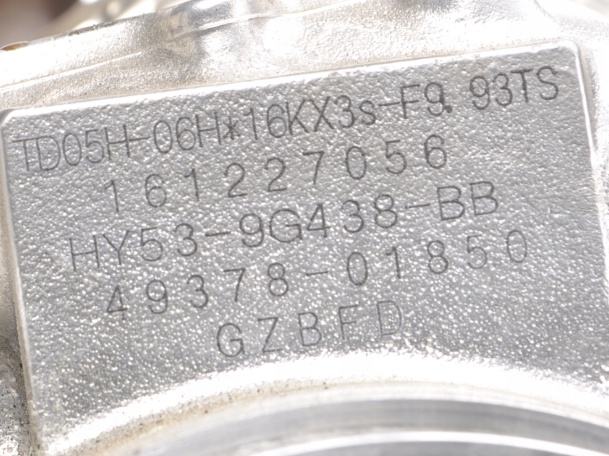 TD05H-06H*16KX3s-F9.93TS
161227056
HY53-9G438-BB
49378-01850
GZBFD